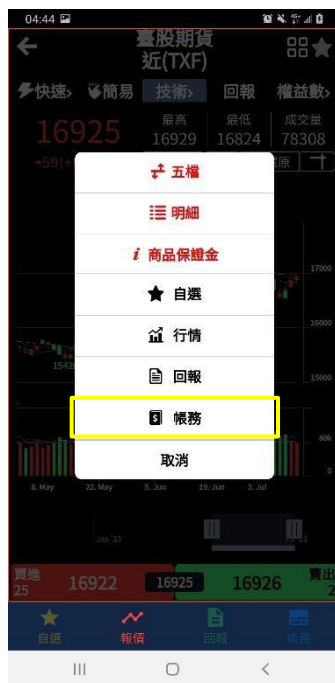 04:44
臺股期貨
近(TXF)
快速› 簡易 技術› 回報 權益數›
最高 最低 成交量
16925 16929 16824 78308
五檔
明細
商品保證金
17000
自選
16000
行情
回報
15000
帳務
80k
取消
0
8. May 22. May 5. Jun 19. Jun 3. Jul
Jan '23
買進 賣出
25 16922 16925 16926 2
自選 報價 回報 帳務